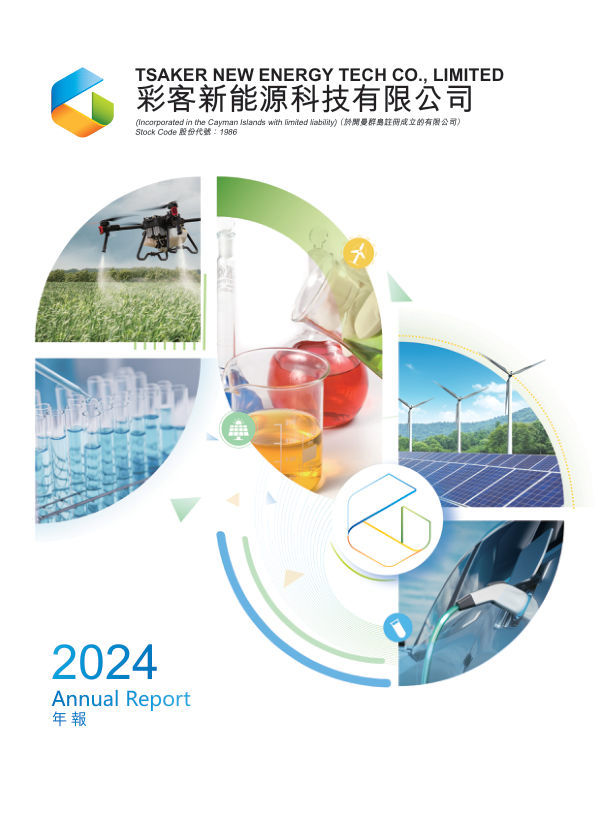 TSAKER NEW ENERGY TECH CO., LIMITED
彩客新能源科技有限公司
(Incorporated in the Cayman Islands with limited liability)（於開曼群島註冊成立的有限公司）
Stock Code 股份代號：1986
2024
Annual Report
年報